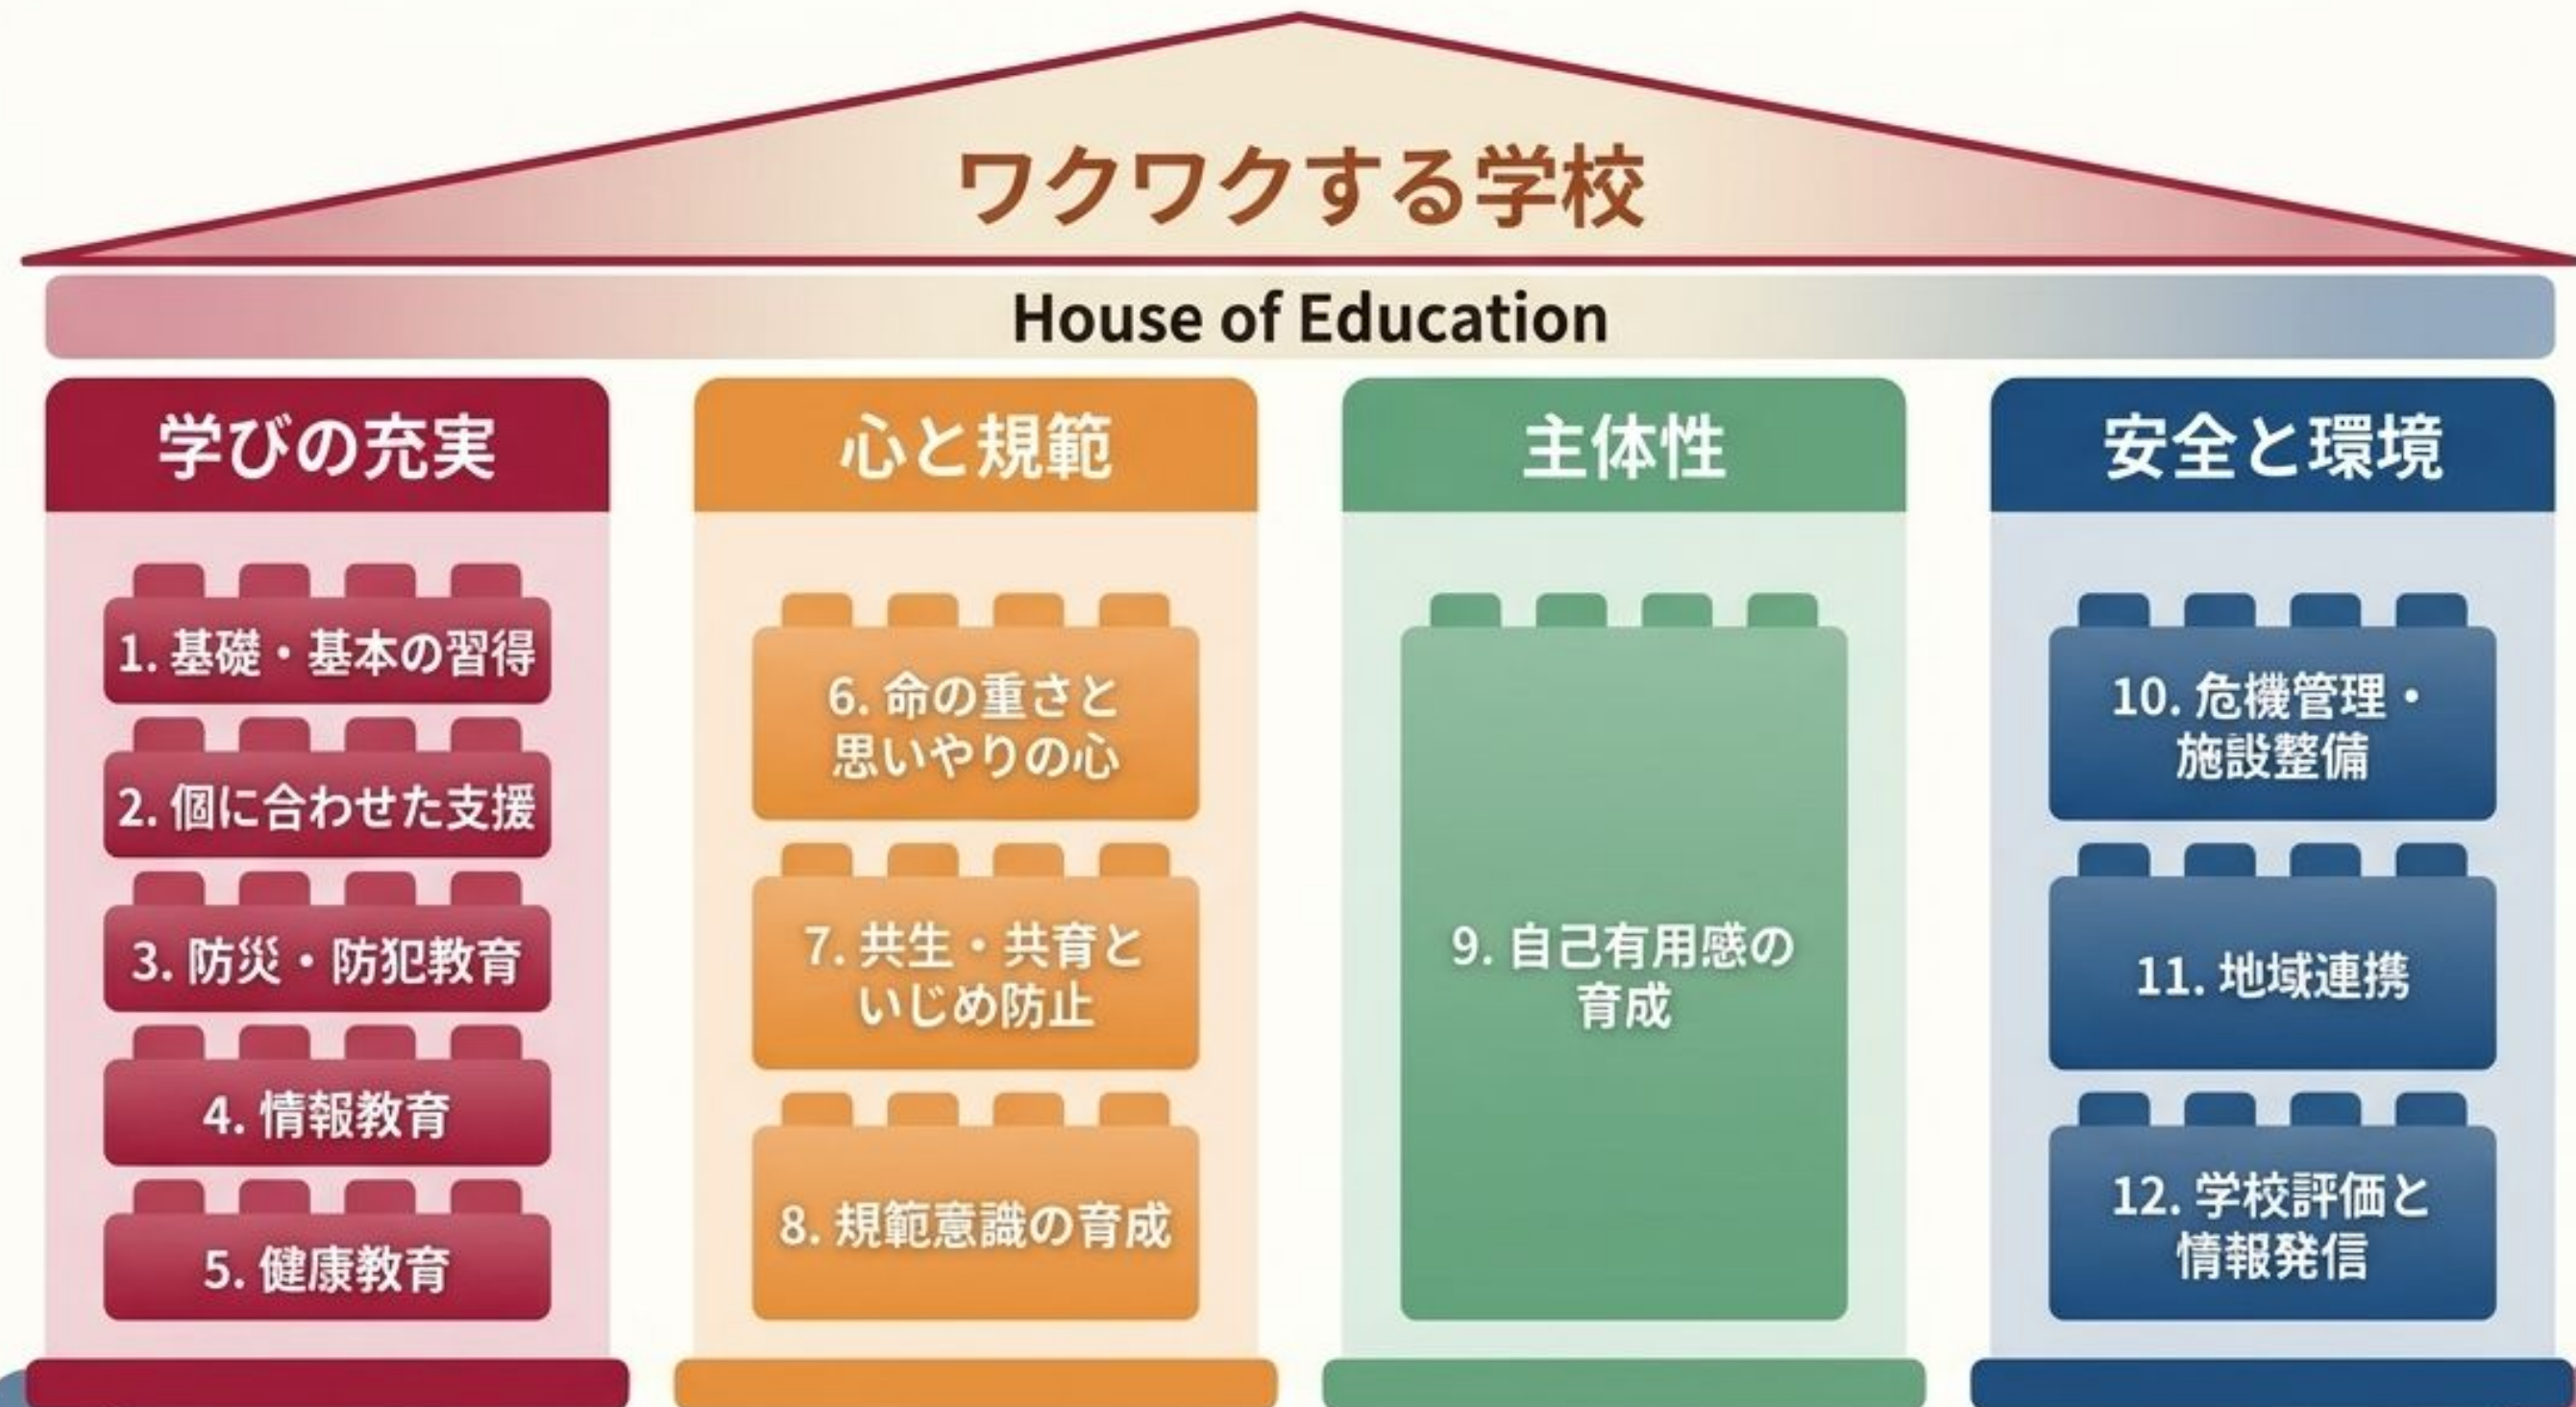 ワクワクする学校
House of Education
学びの充実
1. 基礎・基本の習得
2. 個に合わせた支援
3. 防災・防犯教育
4. 情報教育
5. 健康教育
心と規範
6. 命の重さと
思いやりの心
7. 共生・共育と
いじめ防止
8. 規範意識の育成
主体性
9. 自己有用感の
育成
安全と環境
10. 危機管理・
施設整備
11. 地域連携
12. 学校評価と
情報発信